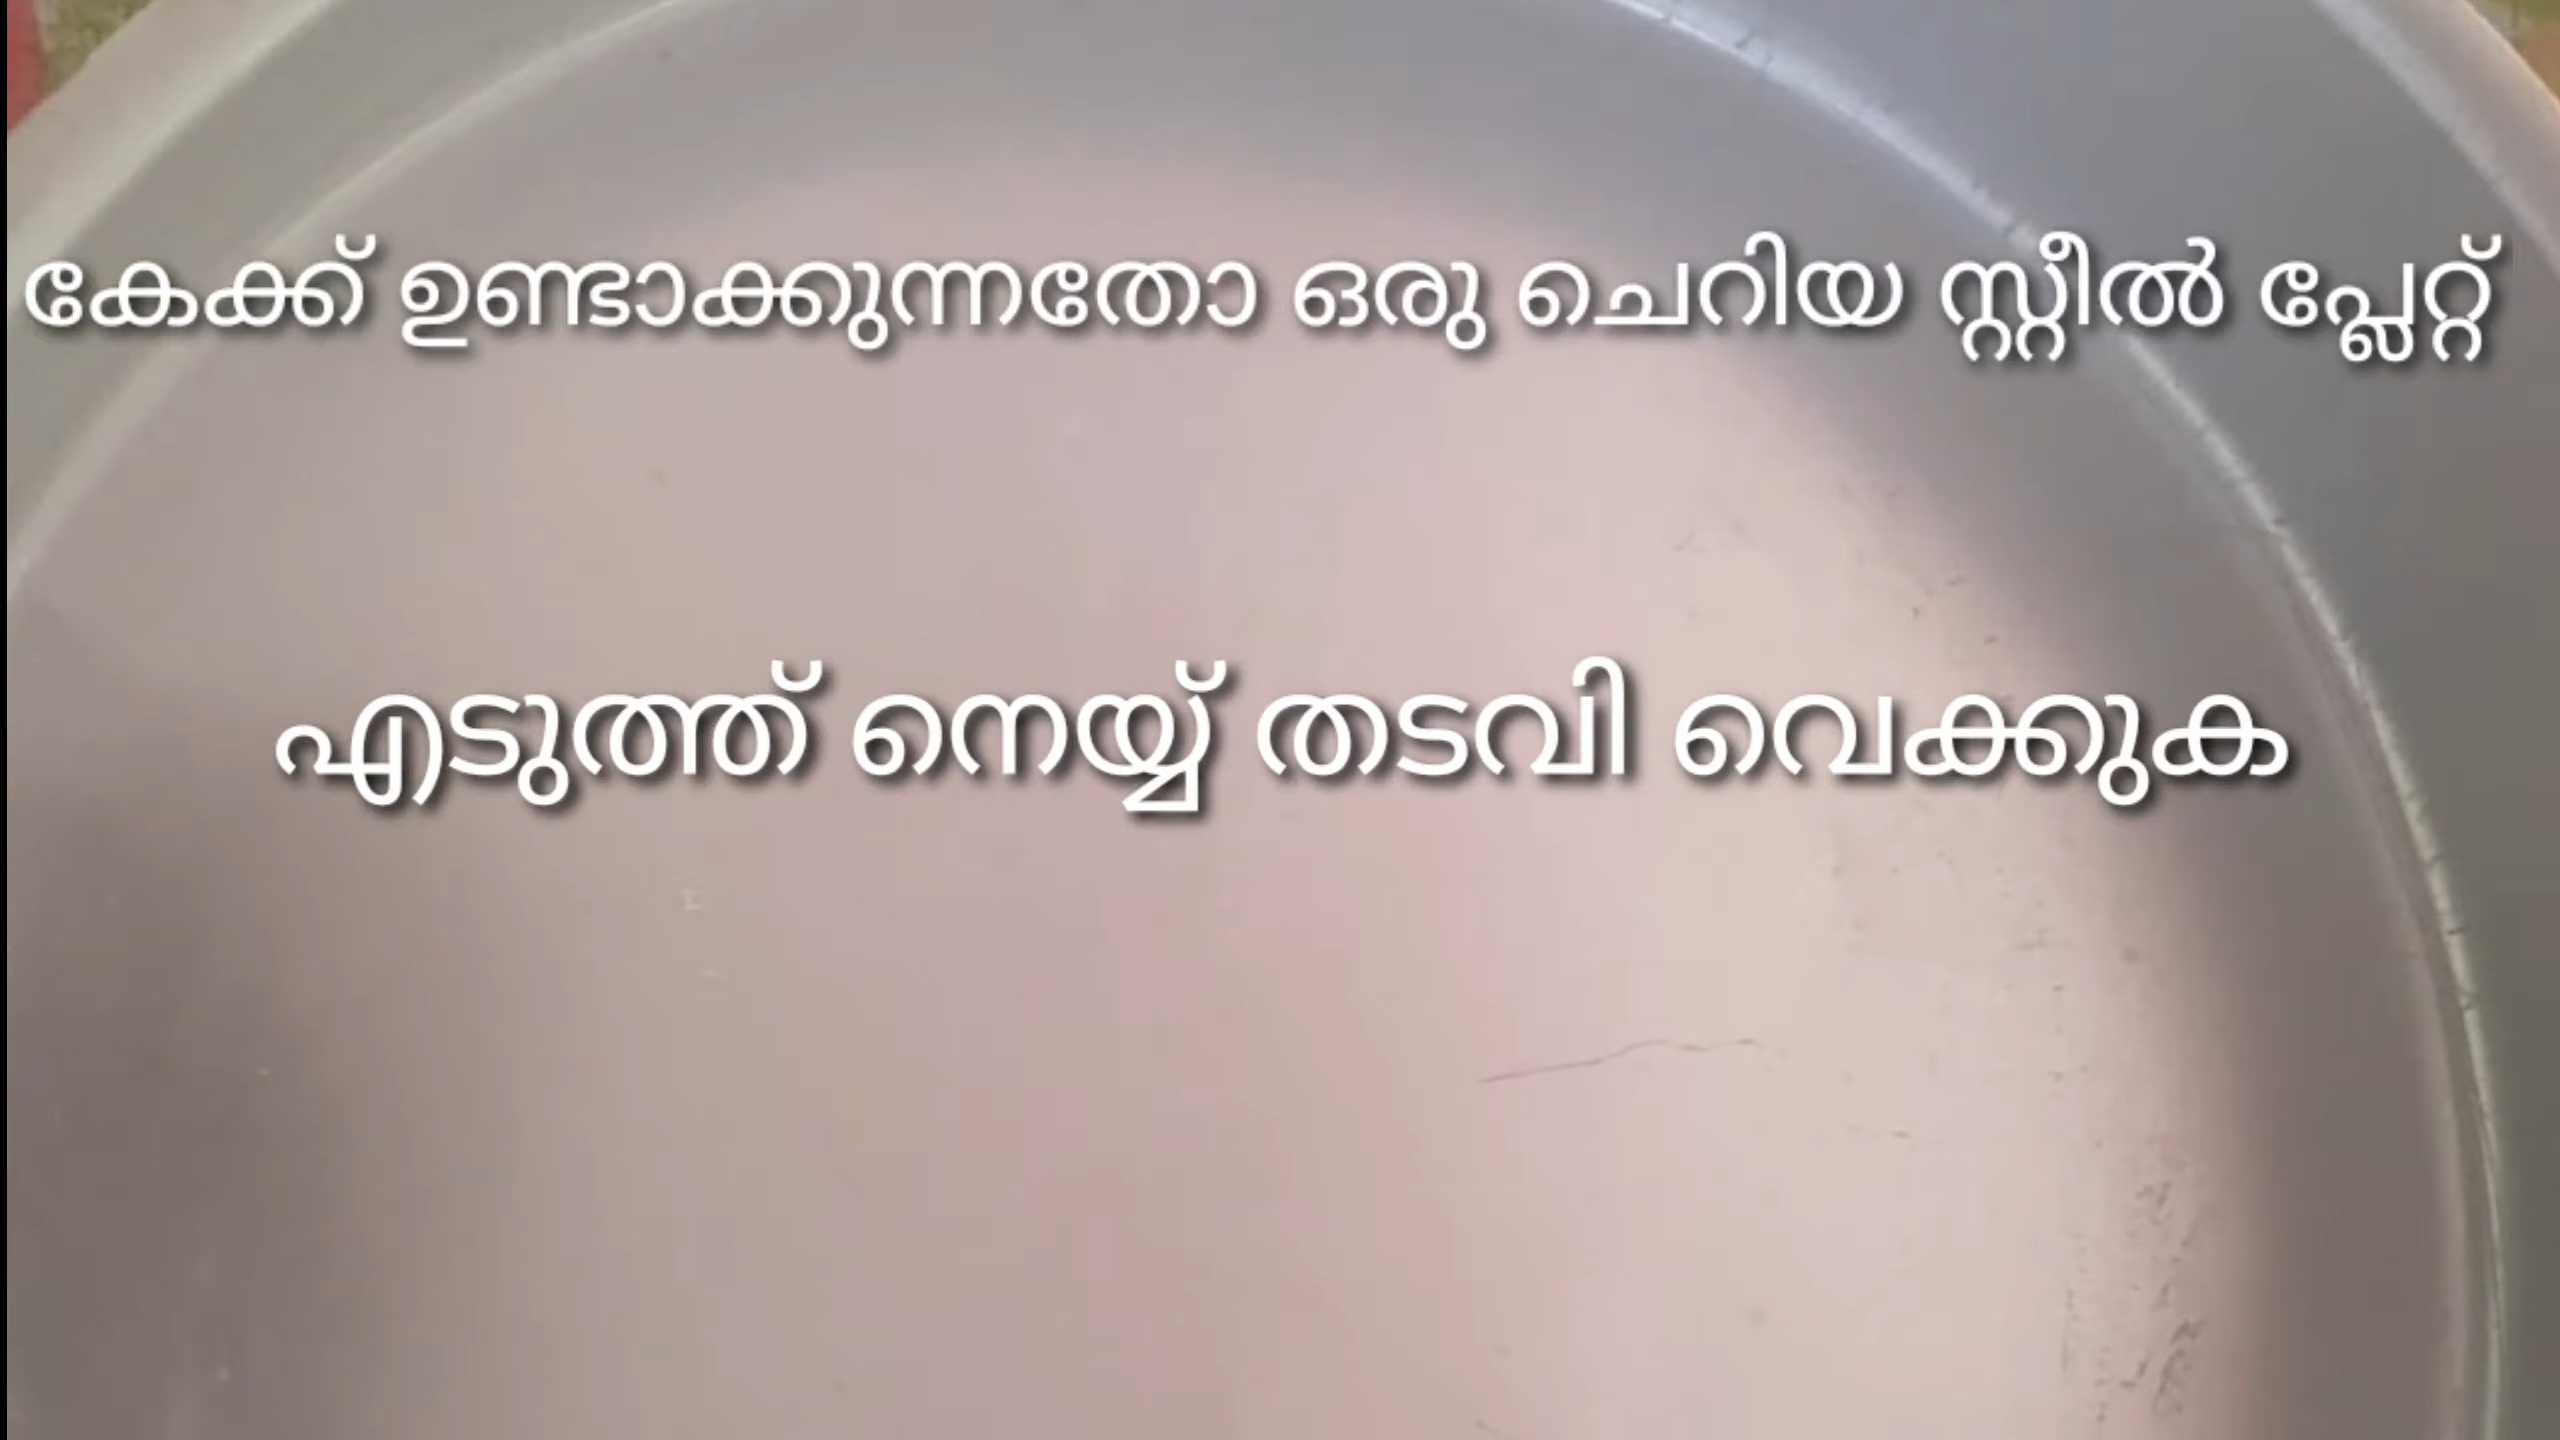 കേക്ക് ഉണ്ടാക്കുന്നതോ ഒരു ചെറിയ സ്റ്റീൽ പ്ലേറ്റ്
എടുത്ത് നെയ്യ് തടവി വെക്കുക